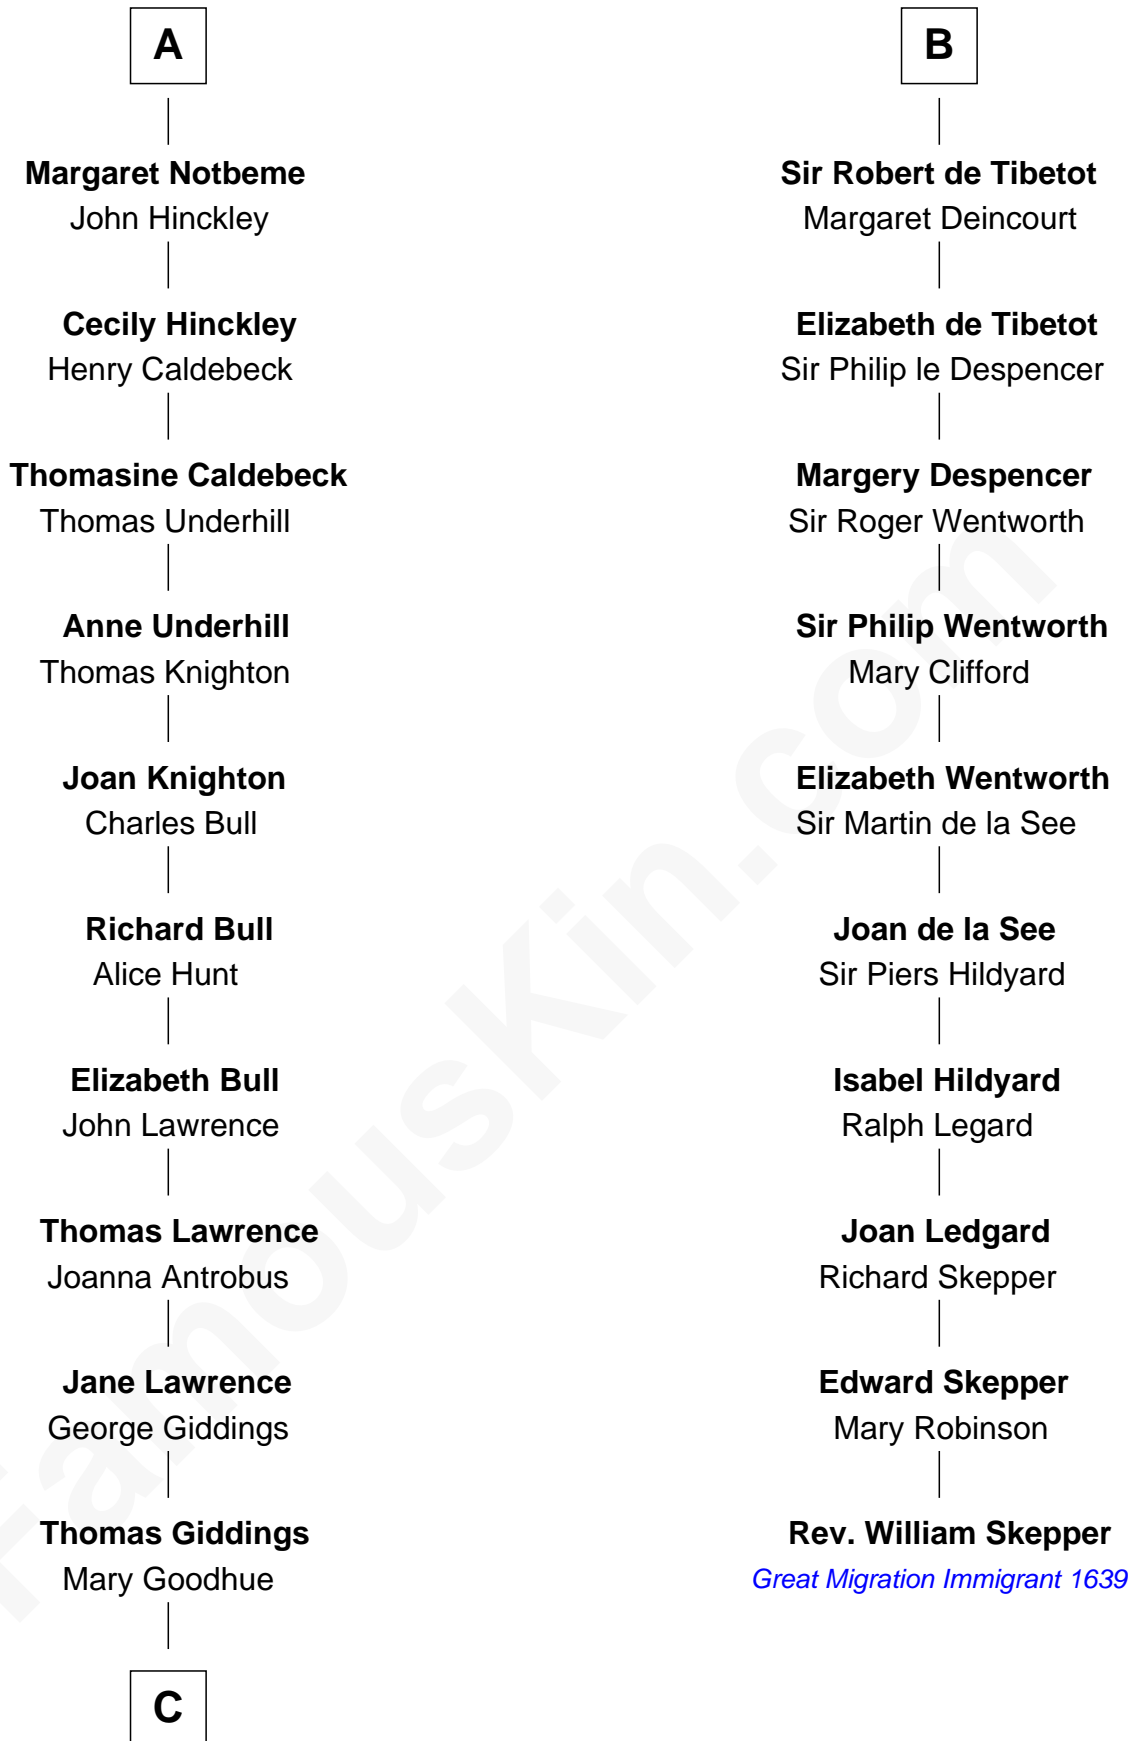 A
Margaret Notbeme
John Hinckley
Cecily Hinckley
Henry Caldebeck
Thomasine Caldebeck
Thomas Underhill
Anne Underhill
Thomas Knighton
Joan Knighton
Charles Bull
Richard Bull
Alice Hunt
Elizabeth Bull
John Lawrence
Thomas Lawrence
Joanna Antrobus
Jane Lawrence
George Giddings
Thomas Giddings
Mary Goodhue
C
B
Sir Robert de Tibetot
Margaret Deincourt
Elizabeth de Tibetot
Sir Philip le Despencer
Margery Despencer
Sir Roger Wentworth
Sir Philip Wentworth
Mary Clifford
Elizabeth Wentworth
Sir Martin de la See
Joan de la See
Sir Piers Hildyard
Isabel Hildyard
Ralph Legard
Joan Ledgard
Richard Skepper
Edward Skepper
Mary Robinson
Rev. William Skepper
Great Migration Immigrant 1639
FamousKin.com